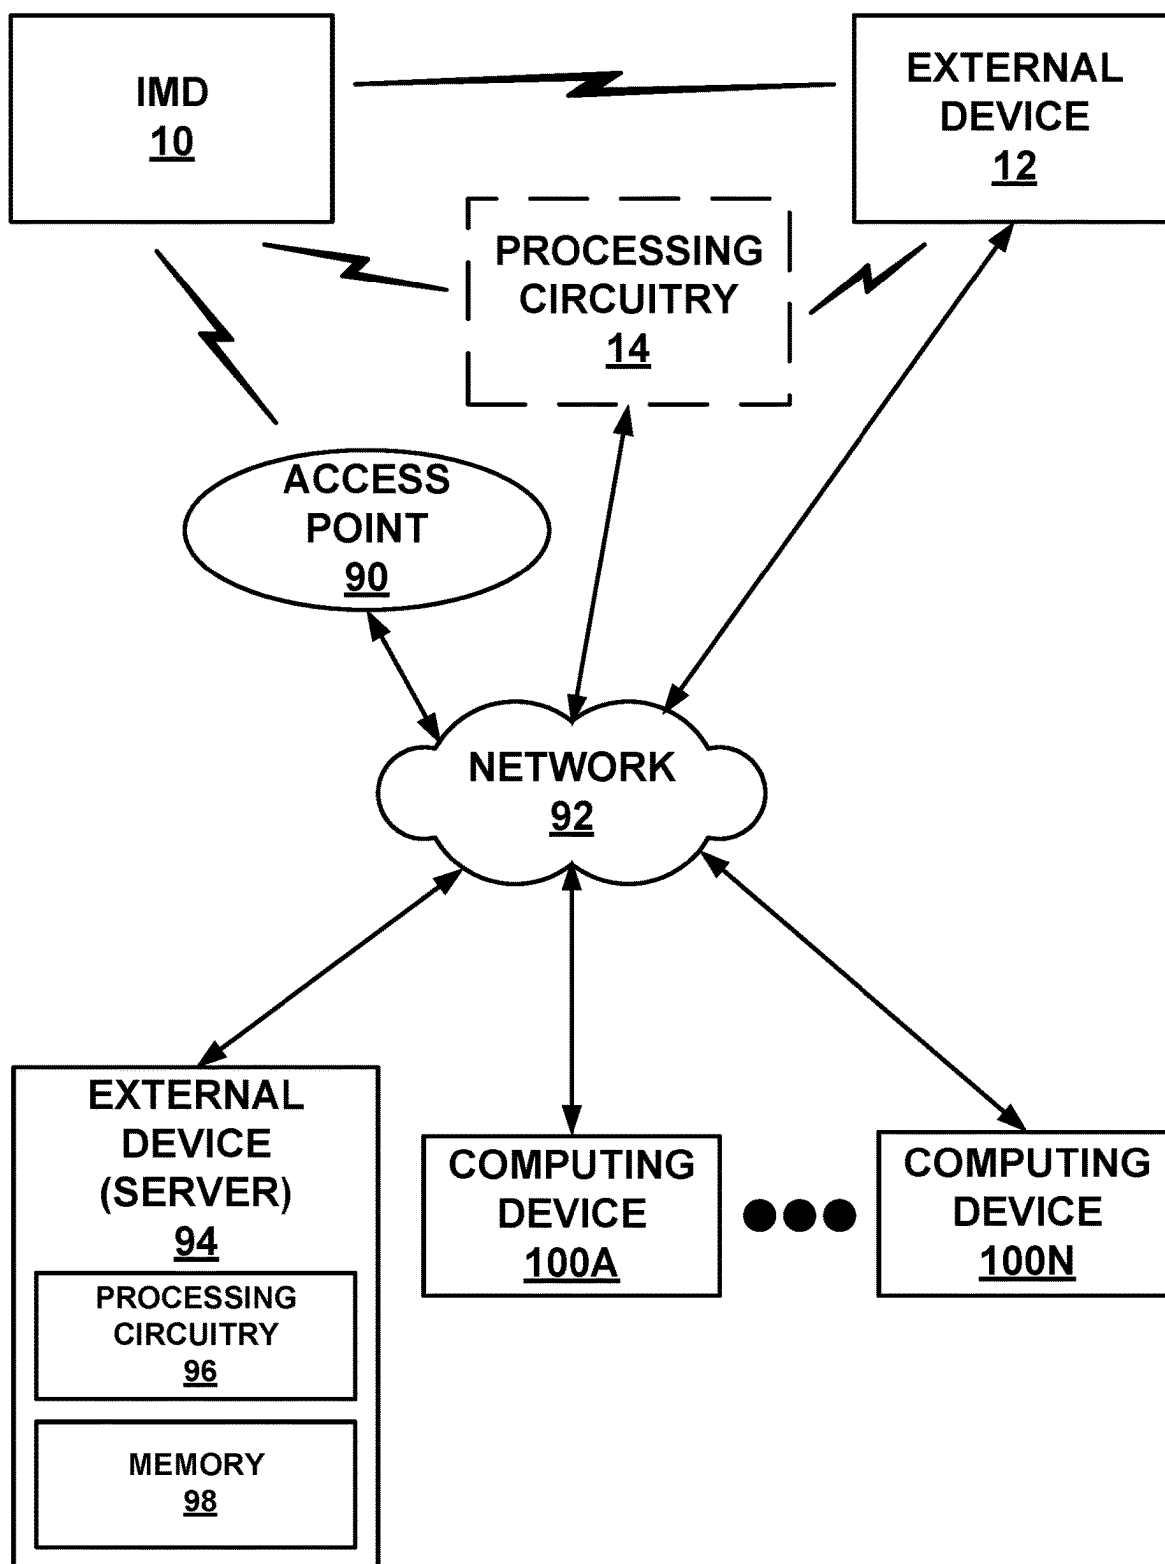 IMD
10
EXTERNAL
DEVICE
12
PROCESSING
CIRCUITRY
14
ACCESS
POINT
90
NETWORK
92
EXTERNAL
DEVICE
(SERVER)
94
PROCESSING
CIRCUITRY
96
MEMORY
98
COMPUTING
DEVICE
100A
COMPUTING
DEVICE
100N